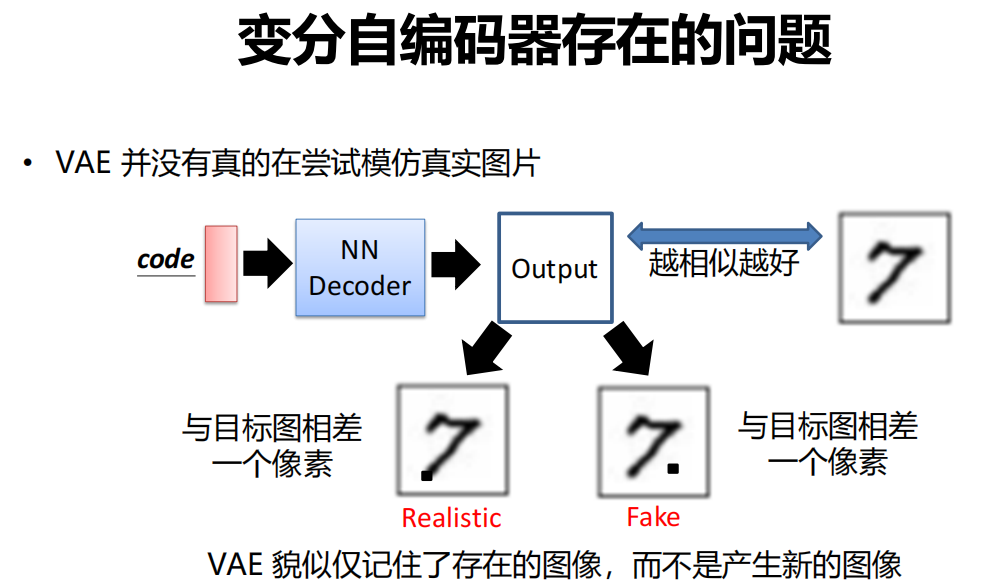 变分自编码器存在的问题
• VAE 并没有真的在尝试模仿真实图片
code
NN
Decoder
Output
越相似越好
7
与目标图相差
一个像素
7
7
与目标图相差
一个像素
Realistic
Fake
VAE 貌似仅记住了存在的图像，而不是产生新的图像